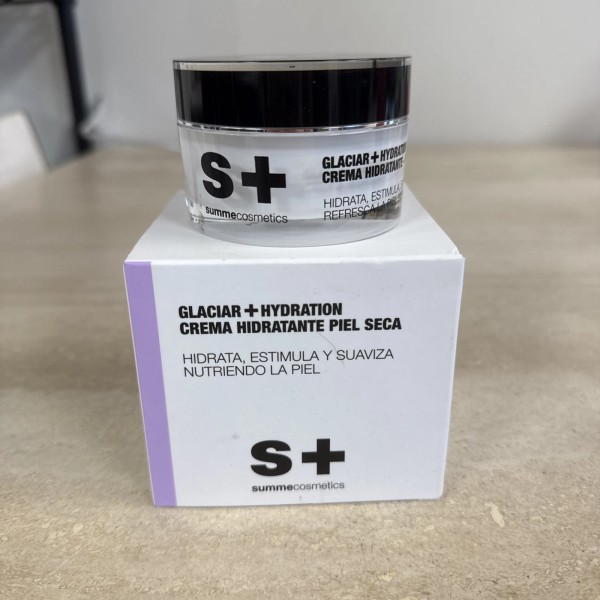 S+
summecosmetics
GLACIAR+HYDRATION
CREMA HIDRATANTE
HIDRATA, ESTIMULA
REFRESCA
GLACIAR+HYDRATION
CREMA HIDRATANTE PIEL SECA
HIDRATA, ESTIMULA Y SUAVIZA
NUTRIENDO LA PIEL
S+
summecosmetics